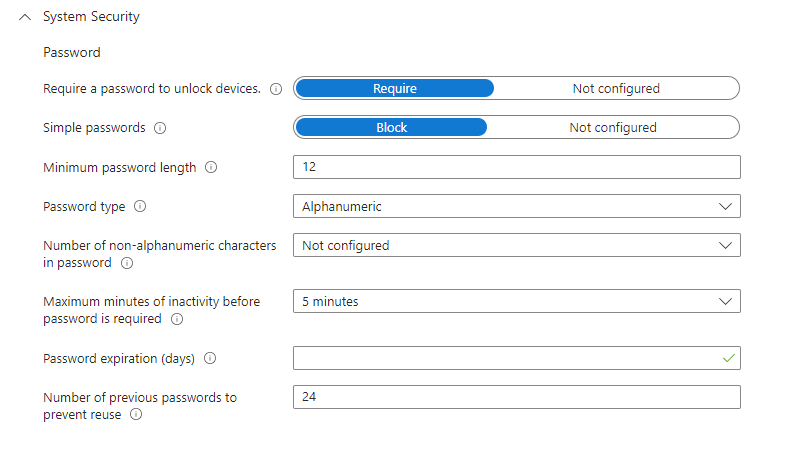 System Security
Password
Require a password to unlock devices.
Require
Not configured
Simple passwords
Block
Not configured
Minimum password length
12
Password type
Alphanumeric
Number of non-alphanumeric characters
in password
Not configured
Maximum minutes of inactivity before
password is required
5 minutes
Password expiration (days)
Number of previous passwords to
prevent reuse
24